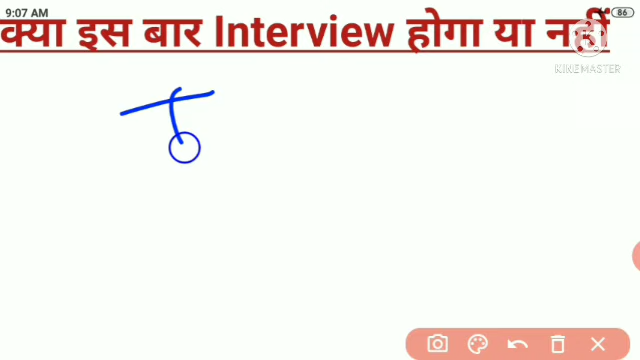 9:07 AM
86
क्या इस बार Interview होगा या नहीं
KINEMASTER